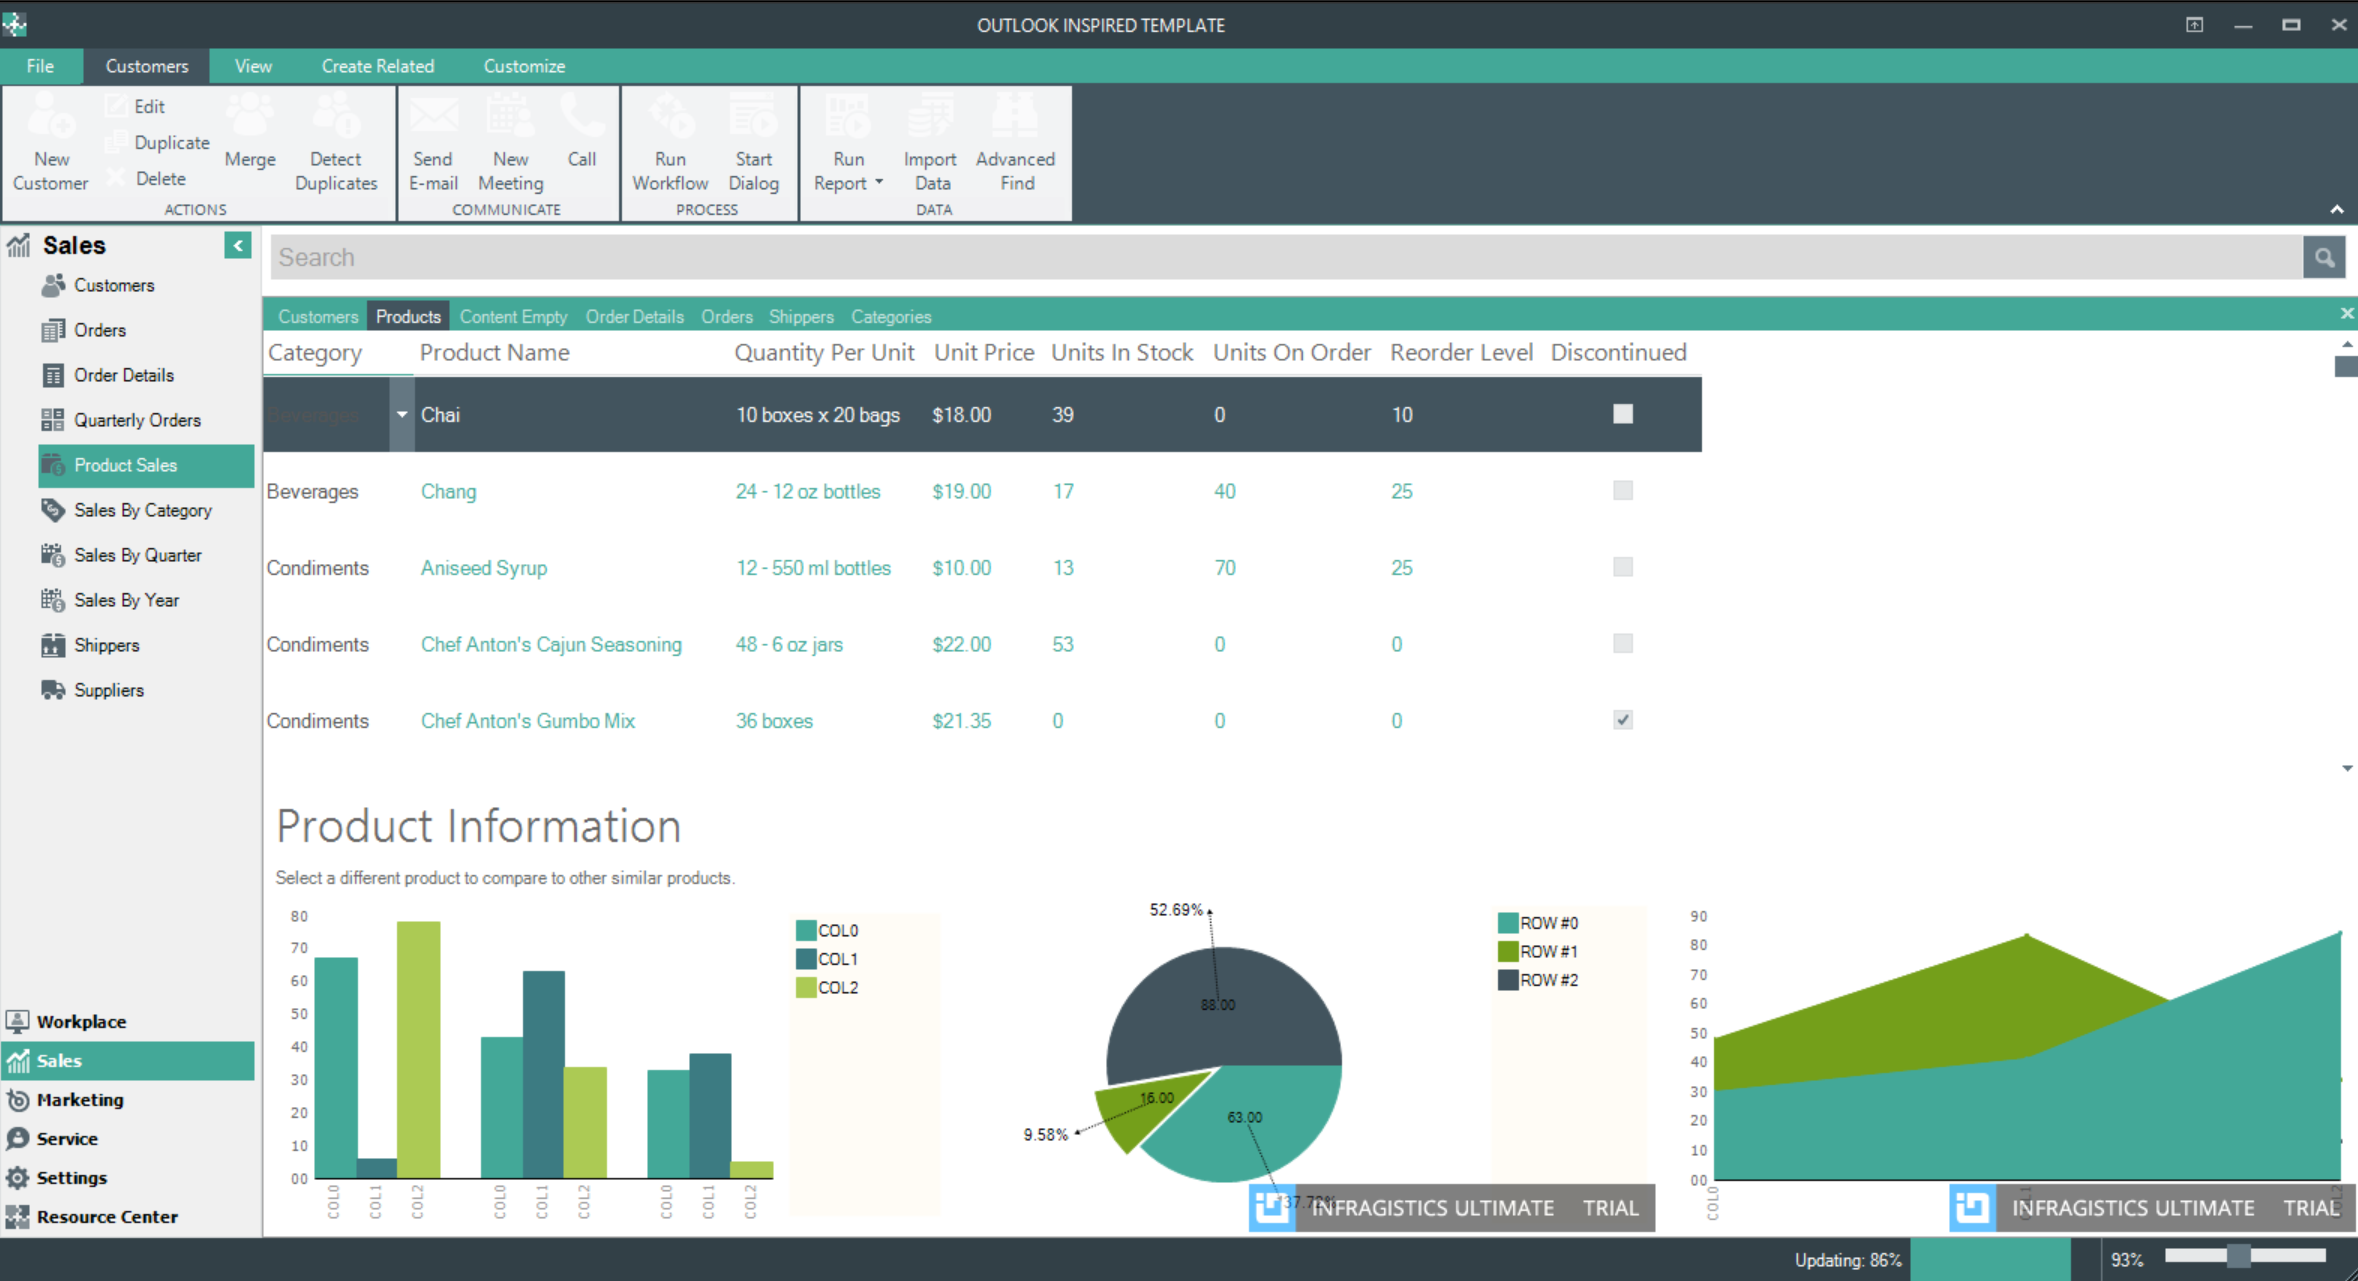 OUTLOOK INSPIRED TEMPLATE
File Customers View Create Related Customize
New Customer
Edit
Duplicate
Delete
Merge
Detect Duplicates
ACTIONS
Send E-mail
New Meeting
Call
COMMUNICATE
Run Workflow
Start Dialog
PROCESS
Run Report
Import Data
Advanced Find
DATA
Sales
Customers
Orders
Order Details
Quarterly Orders
Product Sales
Sales By Category
Sales By Quarter
Sales By Year
Shippers
Suppliers
Workplace
Sales
Marketing
Service
Settings
Resource Center
Search
Customers Products Content Empty Order Details Orders Shippers Categories
Category Product Name Quantity Per Unit Unit Price Units In Stock Units On Order Reorder Level Discontinued
Beverages Chai 10 boxes x 20 bags $18.00 39 0 10
Beverages Chang 24 - 12 oz bottles $19.00 17 40 25
Condiments Aniseed Syrup 12 - 550 ml bottles $10.00 13 70 25
Condiments Chef Anton's Cajun Seasoning 48 - 6 oz jars $22.00 53 0 0
Condiments Chef Anton's Gumbo Mix 36 boxes $21.35 0 0 0
Product Information
Select a different product to compare to other similar products.
80
70
60
50
40
30
20
10
00
COL0 COL1 COL2 COL0 COL1 COL2 COL0 COL1 COL2
COL0
COL1
COL2
52.69%
88.00
16.00
9.58%
63.00
ROW #0
ROW #1
ROW #2
INFRAGISTICS ULTIMATE TRIAL
90
80
70
60
50
40
30
20
10
00
COL0
INFRAGISTICS ULTIMATE TRIAL
Updating: 86%
93%